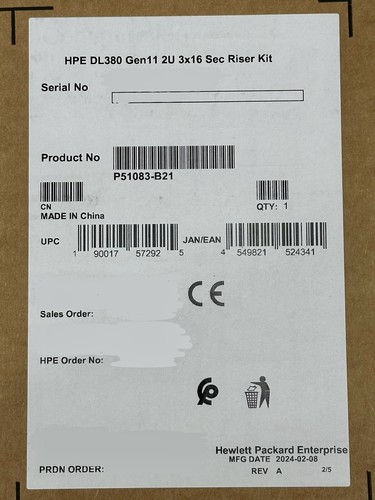 HPE DL380 Gen11 2U 3x16 Sec Riser Kit
Serial No
Product No
P51083-B21
CN
MADE IN China
QTY: 1
UPC
1 90017 57292 5
JAN/EAN
4 549821 524341
CE
Sales Order:
HPE Order No:
Hewlett Packard Enterprise
MFG DATE 2024-02-08
REV A 2/5
PRDN ORDER: